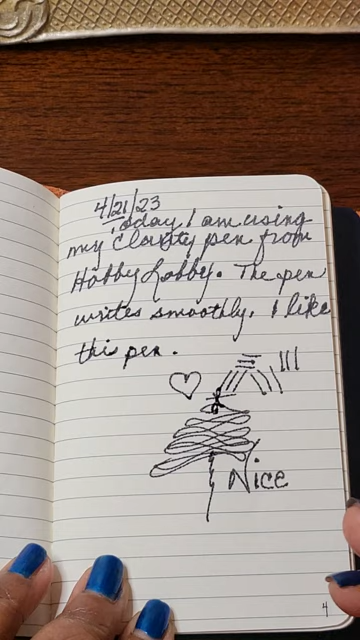 4/21/23
Today I am using
my Clarity pen from
Hobby Lobby. The pen
writes smoothly. I like
this pen.
Nice
4